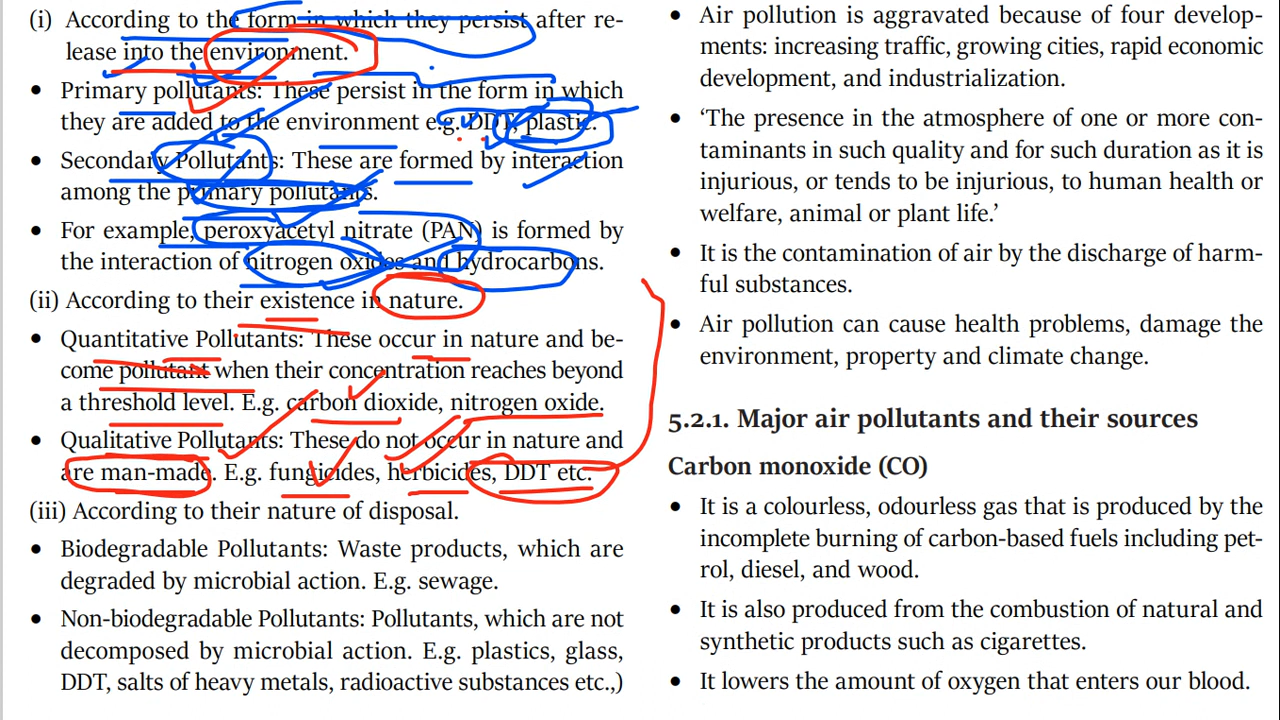 (i) According to the form in which they persist after re-
lease into the environment.
• Primary pollutants: These persist in the form in which
they are added to the environment e.g. DDT, plastic.
• Secondary Pollutants: These are formed by interaction
among the primary pollutants.
• For example, peroxyacetyl nitrate (PAN) is formed by
the interaction of nitrogen oxides and hydrocarbons.
(ii) According to their existence in nature.
• Quantitative Pollutants: These occur in nature and be-
come pollutant when their concentration reaches beyond
a threshold level. E.g. carbon dioxide, nitrogen oxide.
• Qualitative Pollutants: These do not occur in nature and
are man-made. E.g. fungicides, herbicides, DDT etc.
(iii) According to their nature of disposal.
• Biodegradable Pollutants: Waste products, which are
degraded by microbial action. E.g. sewage.
• Non-biodegradable Pollutants: Pollutants, which are not
decomposed by microbial action. E.g. plastics, glass,
DDT, salts of heavy metals, radioactive substances etc.,)
• Air pollution is aggravated because of four develop-
ments: increasing traffic, growing cities, rapid economic
development, and industrialization.
• ‘The presence in the atmosphere of one or more con-
taminants in such quality and for such duration as it is
injurious, or tends to be injurious, to human health or
welfare, animal or plant life.’
• It is the contamination of air by the discharge of harm-
ful substances.
• Air pollution can cause health problems, damage the
environment, property and climate change.
5.2.1. Major air pollutants and their sources
Carbon monoxide (CO)
• It is a colourless, odourless gas that is produced by the
incomplete burning of carbon-based fuels including pet-
rol, diesel, and wood.
• It is also produced from the combustion of natural and
synthetic products such as cigarettes.
• It lowers the amount of oxygen that enters our blood.